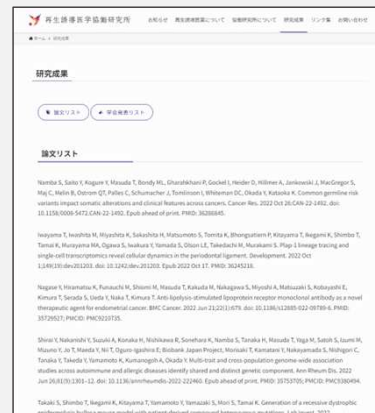 再生誘導医学協働研究所
お知らせ 再生誘導医薬について 協働研究所について 研究成果 リンク集 お問い合わせ
ホーム > 研究成果
研究成果
論文リスト 学会発表リスト
論文リスト
Namba S, Saito Y, Kogure Y, Masuda T, Bondy ML, Gharahkhani P, Gockel I, Heider D, Hillmer A, Jankowski J, MacGregor S,
Maj C, Melin B, Ostrom QT, Palles C, Schumacher J, Tomlinson I, Whiteman DC, Okada Y, Kataoka K. Common germline risk
variants impact somatic alterations and clinical features across cancers. Cancer Res. 2022 Oct 26:CAN-22-1492. doi:
10.1158/0008-5472.CAN-22-1492. Epub ahead of print. PMID: 36286845.
Iwayama T, Iwashita M, Miyashita K, Sakashita H, Matsumoto S, Tomita K, Bhongsatiern P, Kitayama T, Ikegami K, Shimbo T,
Tamai K, Murayama MA, Ogawa S, Iwakura Y, Yamada S, Olson LE, Takedachi M, Murakami S. Plap-1 lineage tracing and
single-cell transcriptomics reveal cellular dynamics in the periodontal ligament. Development. 2022 Oct
1;149(19):dev201203. doi: 10.1242/dev.201203. Epub 2022 Oct 17. PMID: 36245218.
Nagase Y, Hiramatsu K, Funauchi M, Shiomi M, Masuda T, Kakuda M, Nakagawa S, Miyoshi A, Matsuzaki S, Kobayashi E,
Kimura T, Serada S, Ueda Y, Naka T, Kimura T. Anti-lipolysis-stimulated lipoprotein receptor monoclonal antibody as a novel
therapeutic agent for endometrial cancer. BMC Cancer. 2022 Jun 21;22(1):679. doi: 10.1186/s12885-022-09789-6. PMID:
35729527; PMCID: PMC9210735.
Shirai Y, Nakanishi Y, Suzuki A, Konaka H, Nishikawa R, Sonehara K, Namba S, Tanaka H, Masuda T, Yaga M, Satoh S, Izumi M,
Mizuno Y, Jo T, Maeda Y, Nii T, Oguro-Igashira E; Biobank Japan Project, Morisaki T, Kamatani Y, Nakayamada S, Nishigori C,
Tanaka Y, Takeda Y, Yamamoto K, Kumanogoh A, Okada Y. Multi-trait and cross-population genome-wide association
studies across autoimmune and allergic diseases identify shared and distinct genetic component. Ann Rheum Dis. 2022
Jun 26;81(9):1301–12. doi: 10.1136/annrheumdis-2022-222460. Epub ahead of print. PMID: 35753705; PMCID: PMC9380494.
Takaki S, Shimbo T, Ikegami K, Kitayama T, Yamamoto Y, Yamazaki S, Mori S, Tamai K. Generation of a recessive dystrophic